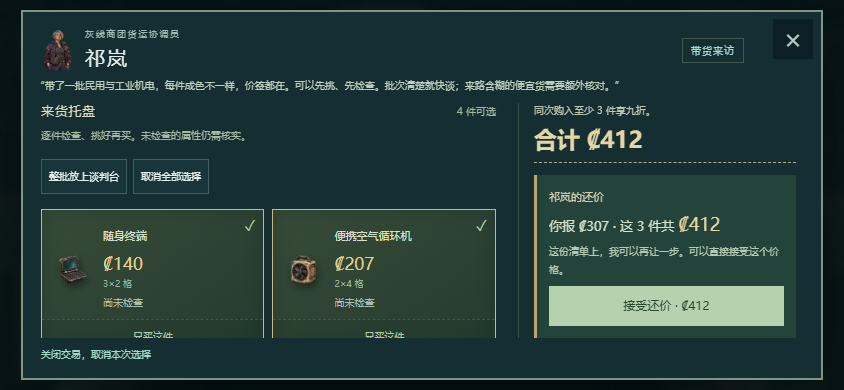 灰线商团货运协调员
祁岚
带货来访
×
“带了一批民用与工业机电，每件成色不一样，价签都在。可以先挑、先检查。批次清楚就快谈；来路含糊的便宜货需要额外核对。”
来货托盘
4 件可选
逐件检查、挑好再买。未检查的属性仍需核实。
整批放上谈判台
取消全部选择
随身终端
₡140
3×2 格
尚未检查
只买这件
便携空气循环机
₡207
2×4 格
尚未检查
只买这件
关闭交易，取消本次选择
同次购入至少 3 件享九折。
合计 ₡412
祁岚的还价
你报 ₡307 · 这 3 件共 ₡412
这份清单上，我可以再让一步。可以直接接受这个价
格。
接受还价 · ₡412